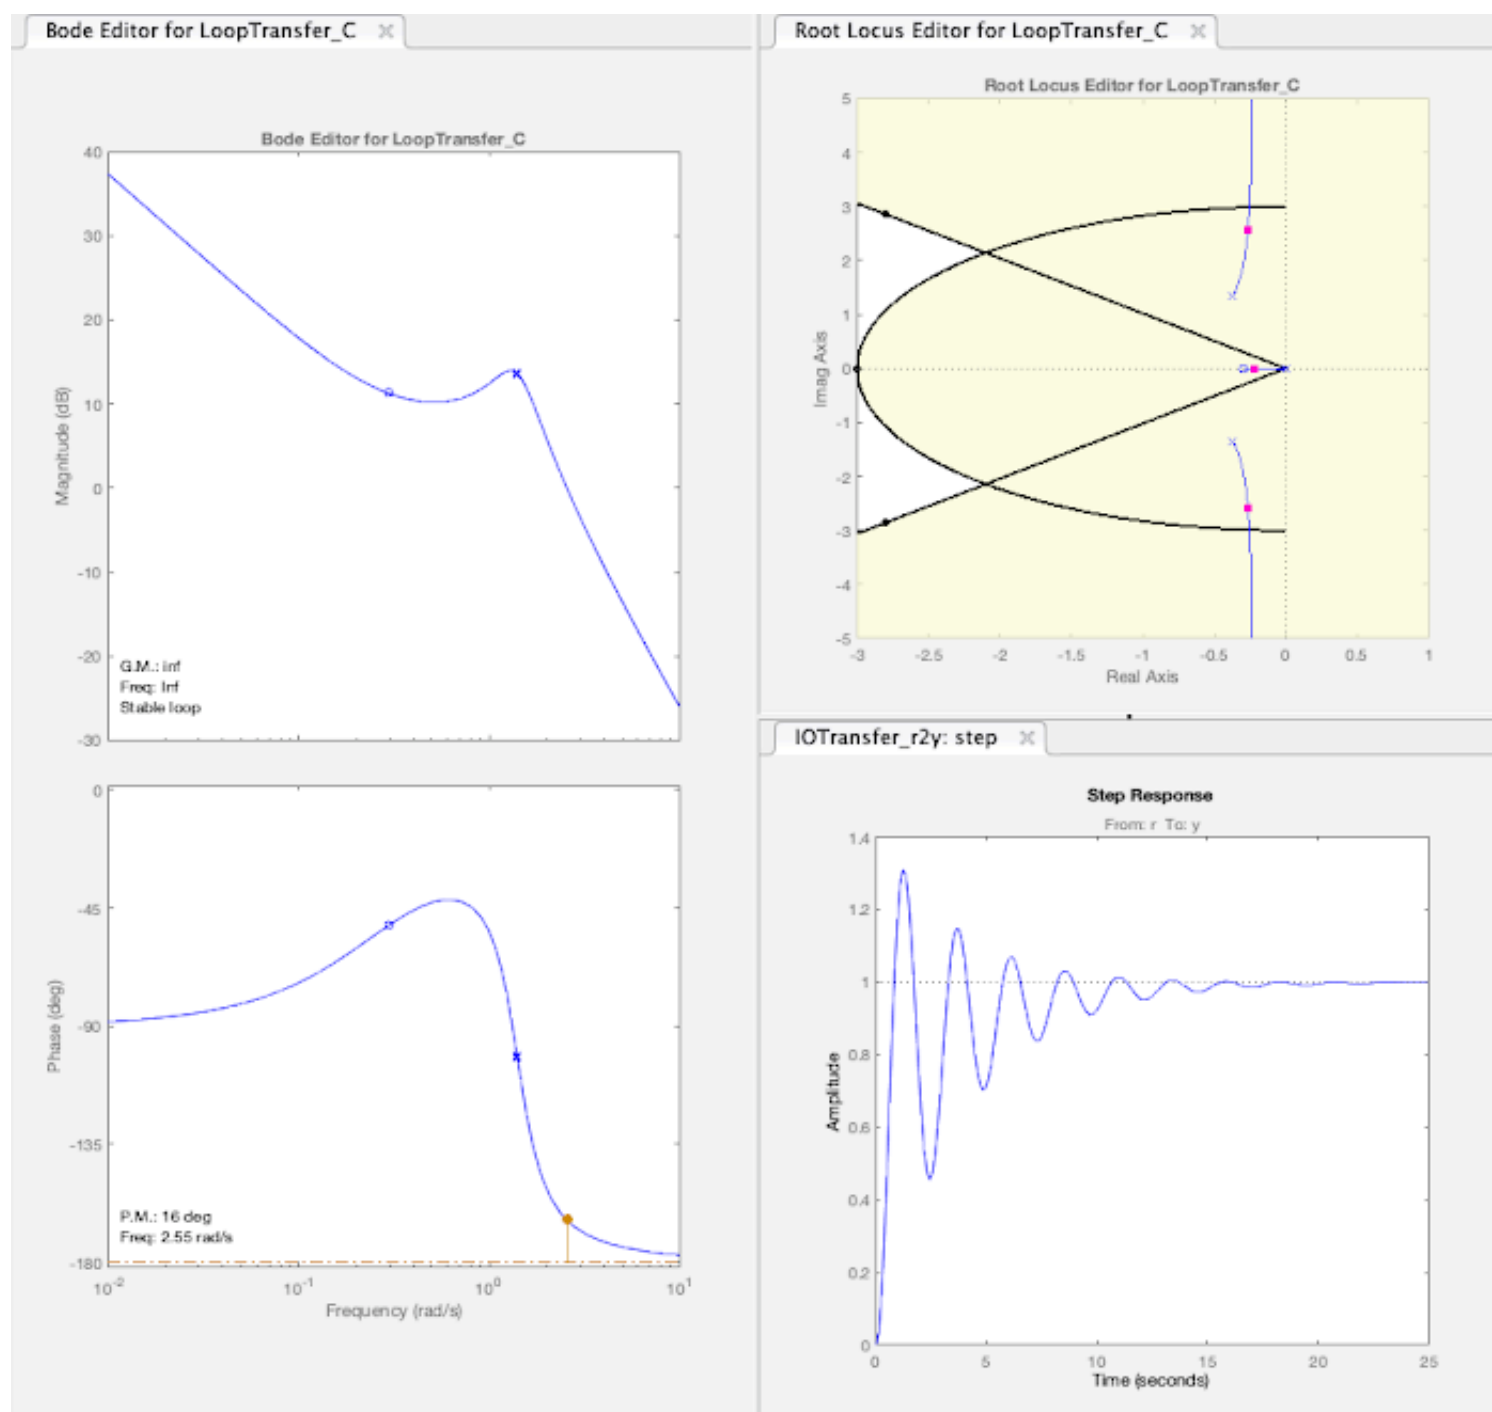 Bode Editor for LoopTransfer_C
Bode Editor for LoopTransfer_C
40
30
20
10
0
-10
-20
-30
Magnitude (dB)
G.M.: inf
Freq: Inf
Stable loop
0
-45
-90
-135
-180
Phase (deg)
P.M.: 16 deg
Freq: 2.55 rad/s
10^-2
10^-1
10^0
10^1
Frequency (rad/s)
Root Locus Editor for LoopTransfer_C
Root Locus Editor for LoopTransfer_C
5
4
3
2
1
0
-1
-2
-3
-4
-5
Imag Axis
-3 -2.5 -2 -1.5 -1 -0.5 0 0.5 1
Real Axis
IOTransfer_r2y: step
Step Response
From: r To: y
1.4
1.2
1
0.8
0.6
0.4
0.2
0
Amplitude
0 5 10 15 20 25
Time (seconds)